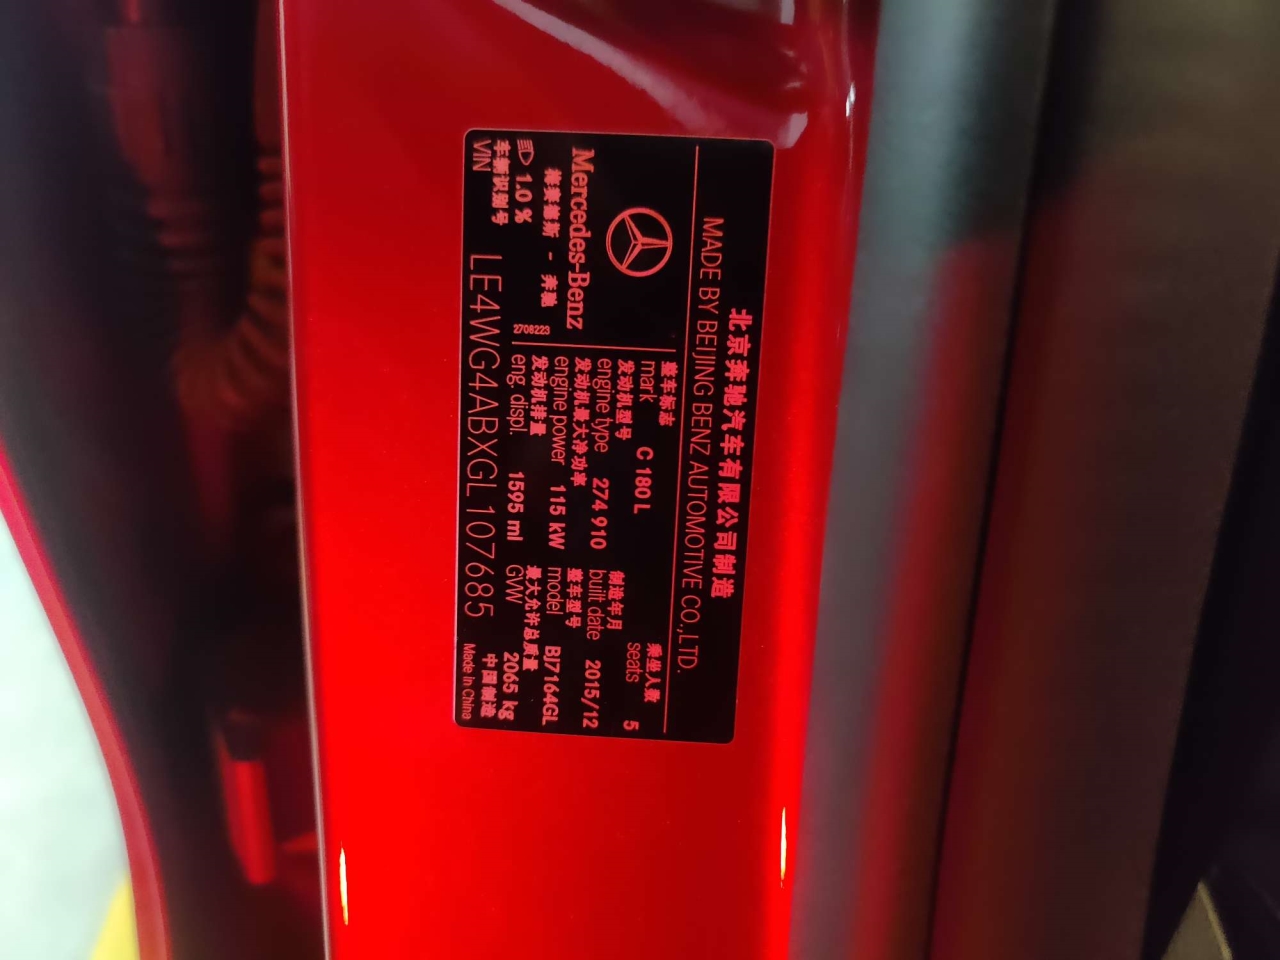 北京奔驰汽车有限公司制造
MADE BY BEIJING BENZ AUTOMOTIVE CO.,LTD.
Mercedes-Benz
梅赛德斯 - 奔驰
1.0 %
2708223
整车标志
mark C 180 L
乘坐人数
seats 5
发动机型号
engine type 274 910
制造年月
built date 2015/12
发动机最大净功率
engine power 115 kW
整车型号
model BJ7164GL
发动机排量
eng. displ. 1595 ml
最大允许总质量
GVW 2065 kg
车辆识别号
VIN LE4WG4ABXGL107685
中国制造
Made in China